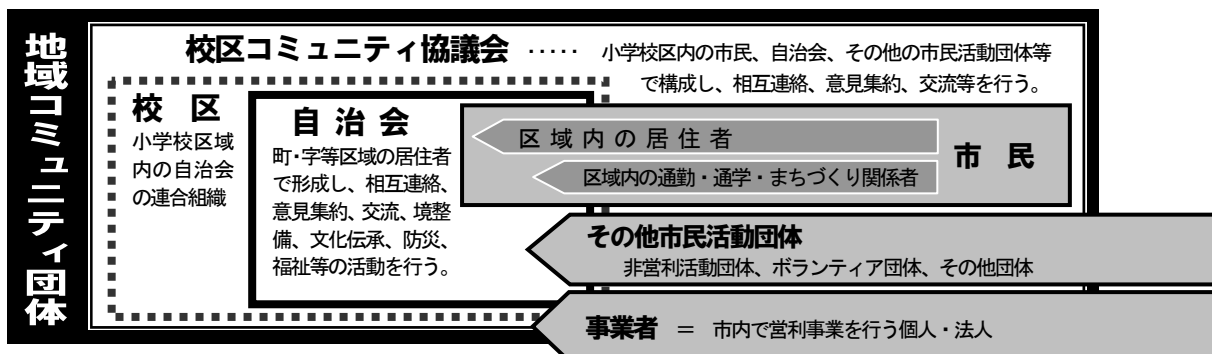 地域コミュニティ団体
校区コミュニティ協議会 ‥‥‥ 小学校区内の市民、自治会、その他の市民活動団体等
で構成し、相互連絡、意見集約、交流等を行う。
校 区
小学校区域
内の自治会
の連合組織
自 治 会
町・字等区域の居住者
で形成し、相互連絡、
意見集約、交流、境整
備、文化伝承、防災、
福祉等の活動を行う。
区 域 内 の 居 住 者
区域内の通勤・通学・まちづくり関係者
市 民
その他市民活動団体
非営利活動団体、ボランティア団体、その他団体
事業者 = 市内で営利事業を行う個人・法人